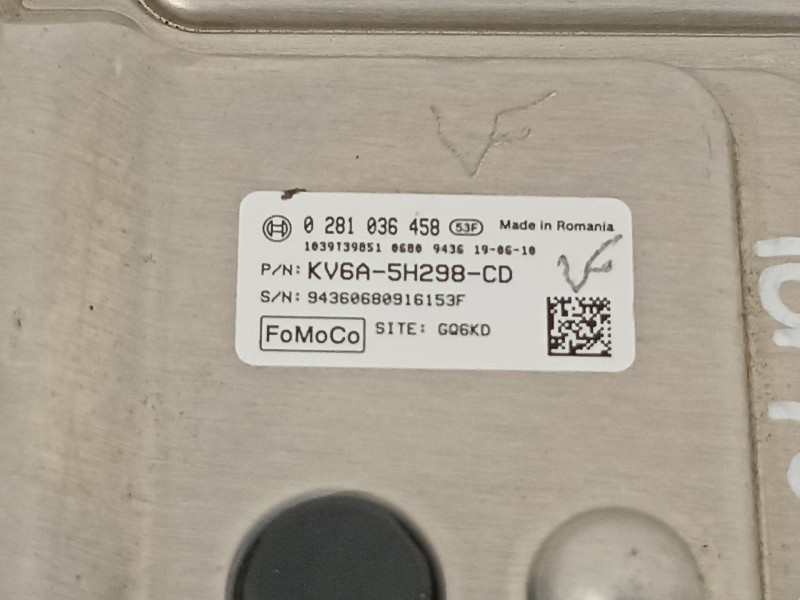 0 281 036 458 53F Made in Romania
1039T39851 0680 9436 19-06-10
P/N: KV6A-5H298-CD
S/N: 94360680916153F
FoMoCo SITE: GQ6KD